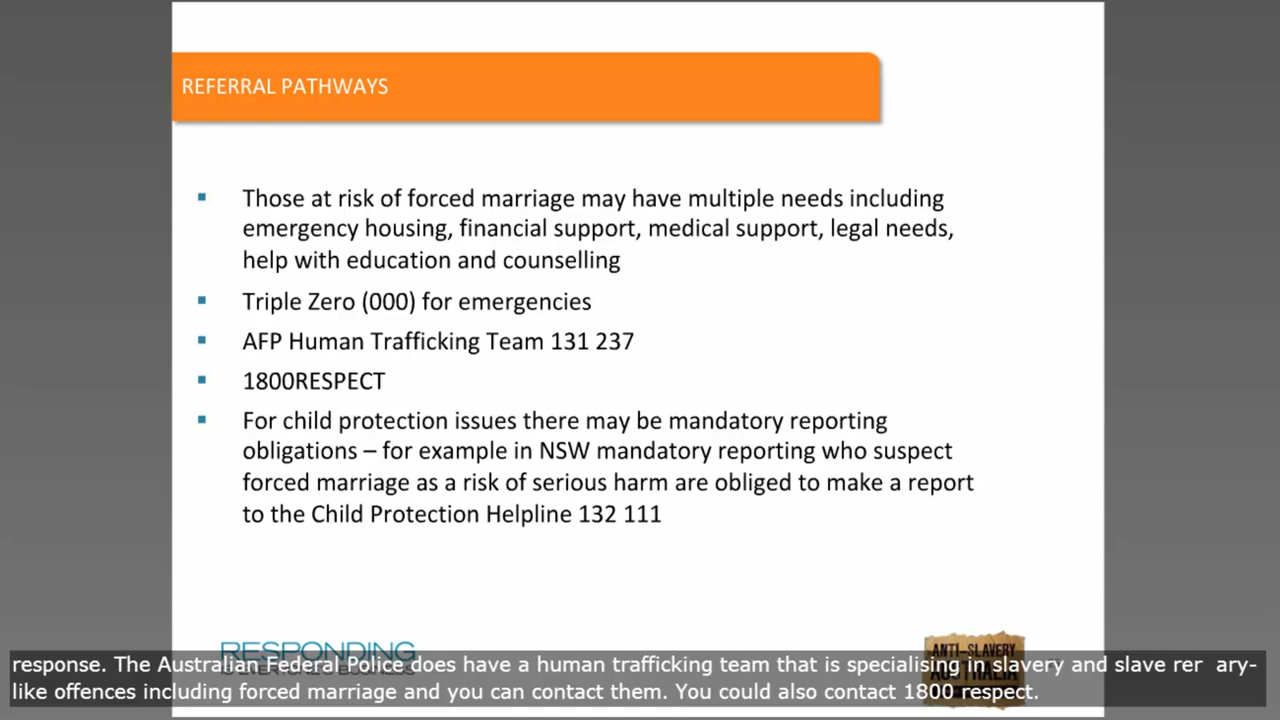 REFERRAL PATHWAYS
Those at risk of forced marriage may have multiple needs including
emergency housing, financial support, medical support, legal needs,
help with education and counselling
Triple Zero (000) for emergencies
AFP Human Trafficking Team 131 237
1800RESPECT
For child protection issues there may be mandatory reporting
obligations – for example in NSW mandatory reporting who suspect
forced marriage as a risk of serious harm are obliged to make a report
to the Child Protection Helpline 132 111
RESPONDING
IS EVERYONE'S BUSINESS
ANTI-SLAVERY
AUSTRALIA
response. The Australian Federal Police does have a human trafficking team that is specialising in slavery and slave rer ary-
like offences including forced marriage and you can contact them. You could also contact 1800 respect.